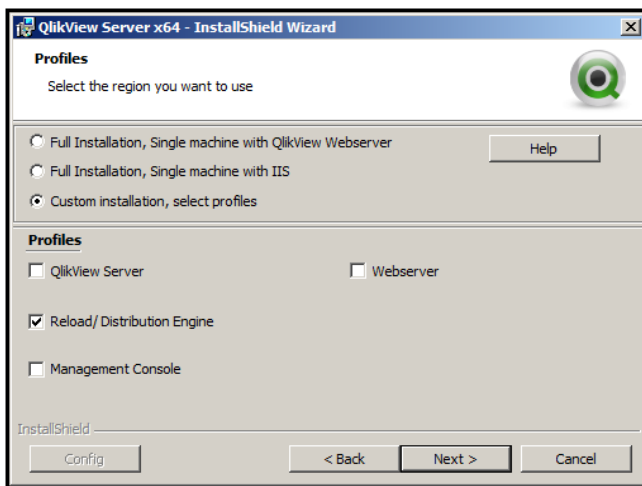 QlikView Server x64 - InstallShield Wizard
Profiles
Select the region you want to use
Full Installation, Single machine with QlikView Webserver
Help
Full Installation, Single machine with IIS
Custom installation, select profiles
Profiles
QlikView Server
Webserver
Reload/Distribution Engine
Management Console
InstallShield
Config
< Back
Next >
Cancel